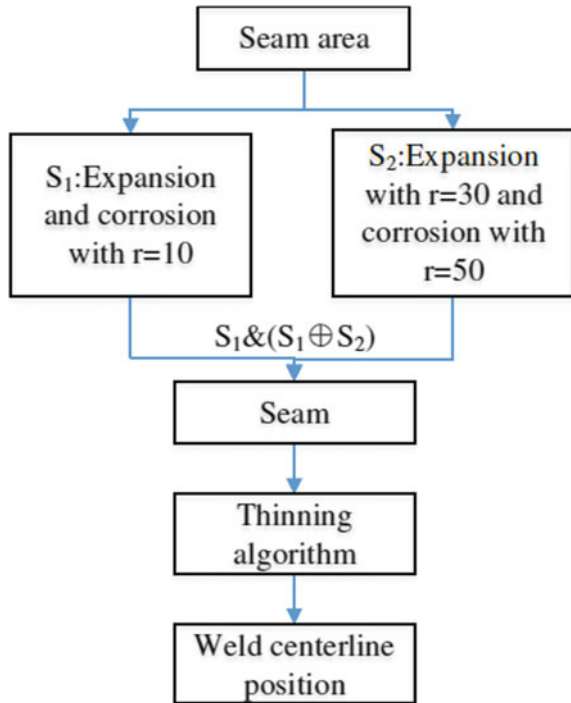 Seam area
S₁:Expansion
and corrosion
with r=10
S₂:Expansion
with r=30 and
corrosion with
r=50
S₁&(S₁⊕S₂)
Seam
Thinning
algorithm
Weld centerline
position